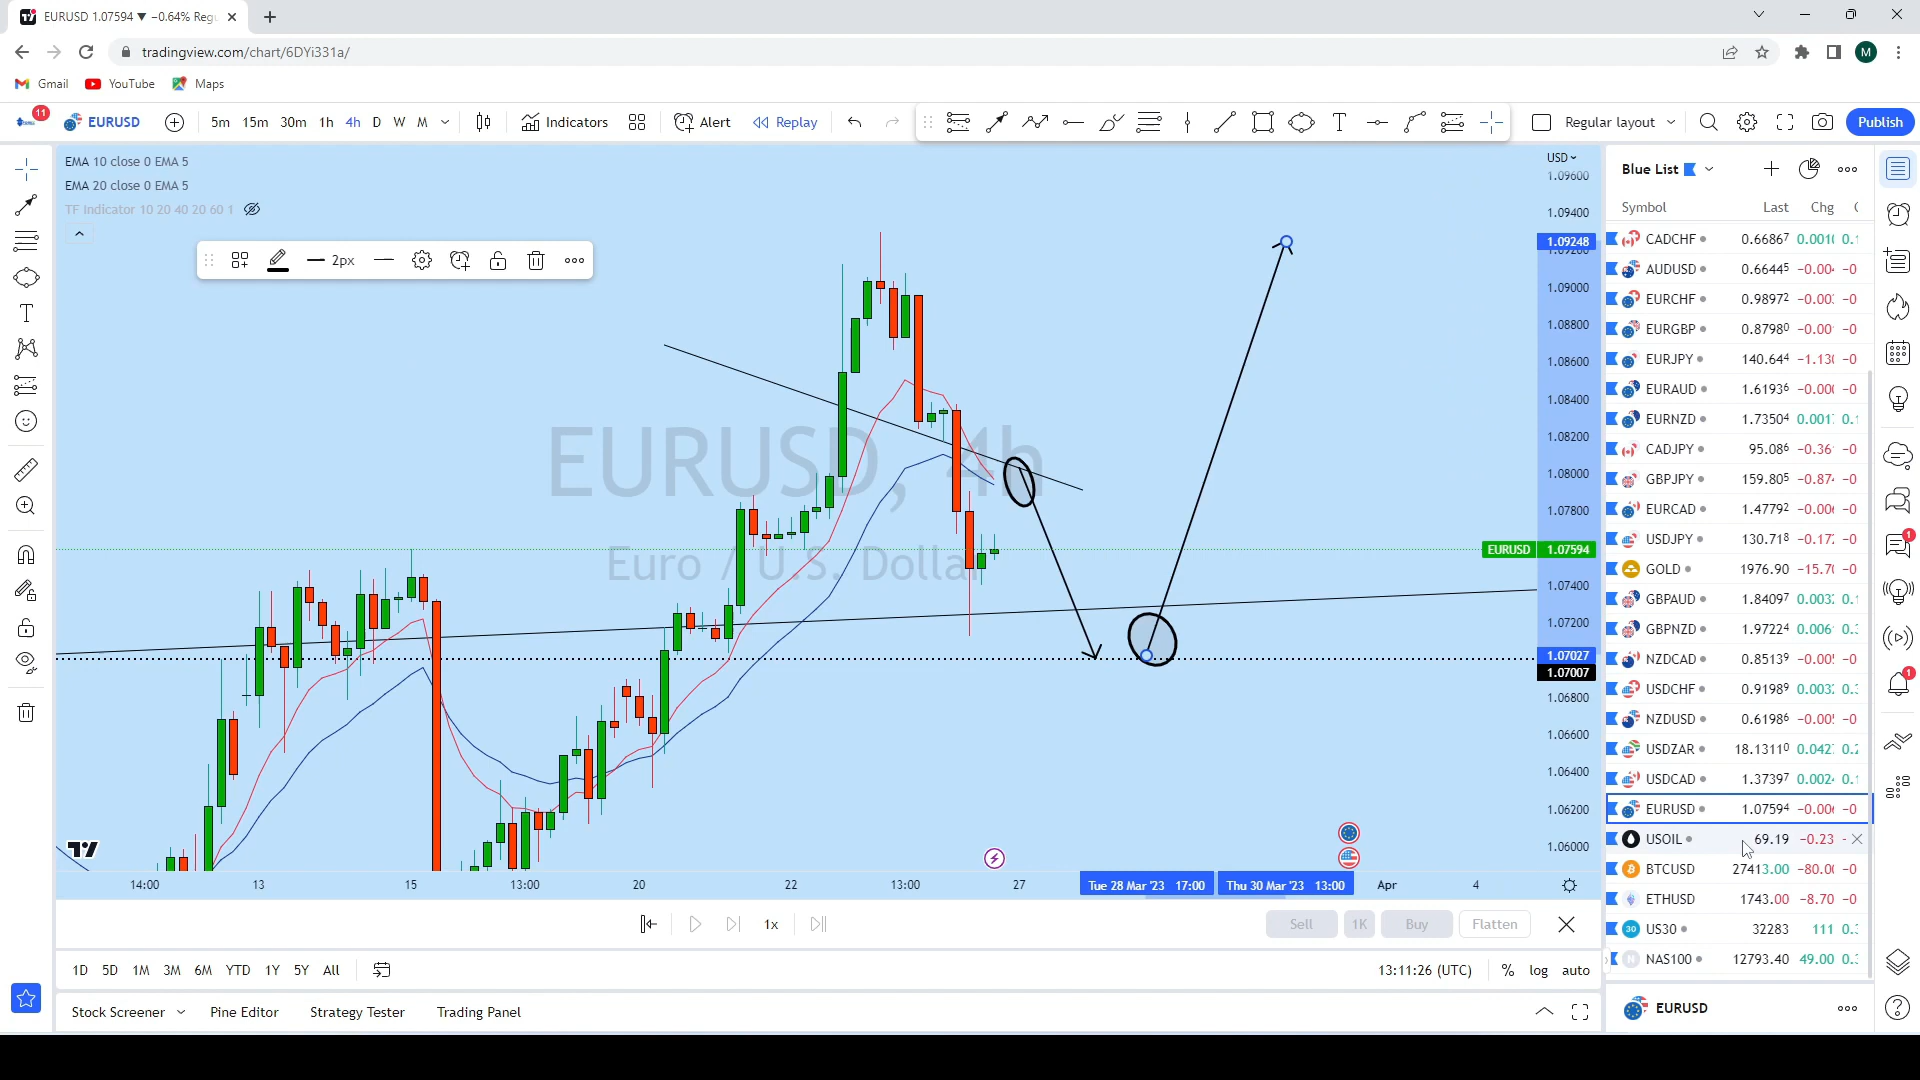 EURUSD 1.07594 ▼ −0.64% Regu
tradingview.com/chart/6DYi331a/
M
Gmail YouTube Maps
11
EURUSD 5m 15m 30m 1h 4h D W M Indicators Alert Replay Regular layout Publish
EMA 10 close 0 EMA 5
EMA 20 close 0 EMA 5
TF Indicator 10 20 40 20 60 1
2px
EURUSD, 4h
Euro / U.S. Dollar
USD
1.09600
1.09400
1.09248
1.09000
1.08800
1.08600
1.08400
1.08200
1.08000
1.07800
EURUSD 1.07594
1.07400
1.07200
1.07027
1.07007
1.06800
1.06600
1.06400
1.06200
1.06000
14:00 13 15 13:00 20 22 13:00 27 Tue 28 Mar '23 17:00 Thu 30 Mar '23 13:00 Apr 4
1x Sell 1K Buy Flatten
1D 5D 1M 3M 6M YTD 1Y 5Y All 13:11:26 (UTC) % log auto
Stock Screener Pine Editor Strategy Tester Trading Panel
Blue List
Symbol Last Chg
CADCHF 0.66867
AUDUSD 0.66445
EURCHF 0.98972
EURGBP 0.87980
EURJPY 140.644
EURAUD 1.61936
EURNZD 1.73504
CADJPY 95.086
GBPJPY 159.805
EURCAD 1.47792
USDJPY 130.718
GOLD 1976.90
GBPAUD 1.84097
GBPNZD 1.97224
NZDCAD 0.85139
USDCHF 0.91989
NZDUSD 0.61986
USDZAR 18.13110
USDCAD 1.37397
EURUSD 1.07594
USOIL 69.19 −0.23
BTCUSD 27413.00 −80.00
ETHUSD 1743.00 −8.70
30 US30 32283 111
N NAS100 12793.40 49.00
EURUSD
1
1